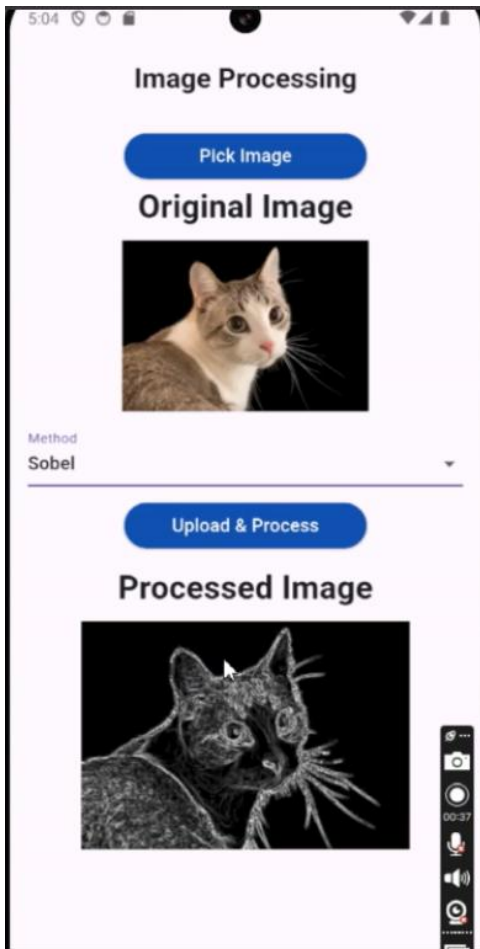 5:04
Image Processing
Pick Image
Original Image
Method
Sobel
Upload & Process
Processed Image
00:37